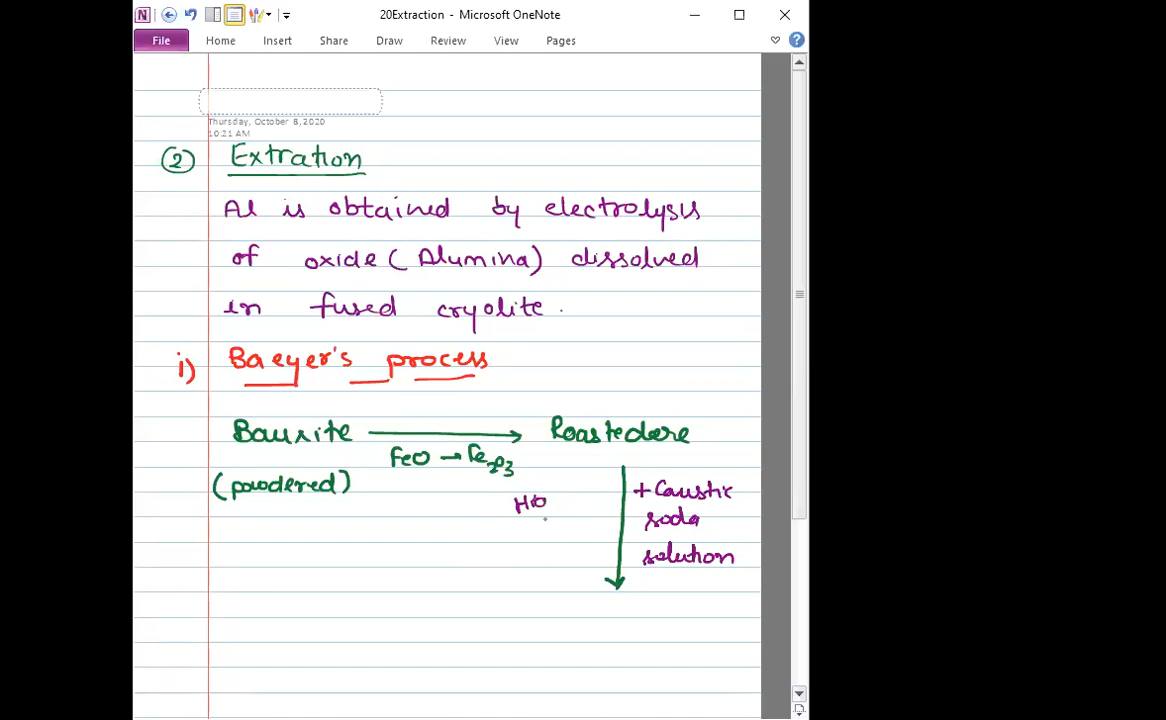 20Extraction - Microsoft OneNote
File Home Insert Share Draw Review View Pages
Thursday, October 8, 2020
10:21 AM
② Extration
Al is obtained by electrolysis
of oxide ( Alumina) dissolved
in fused cryolite.
i) Baeyer's process
Bauxite → Roastedore
FeO → Fe2O3
(powdered)
+ Caustic
soda
solution